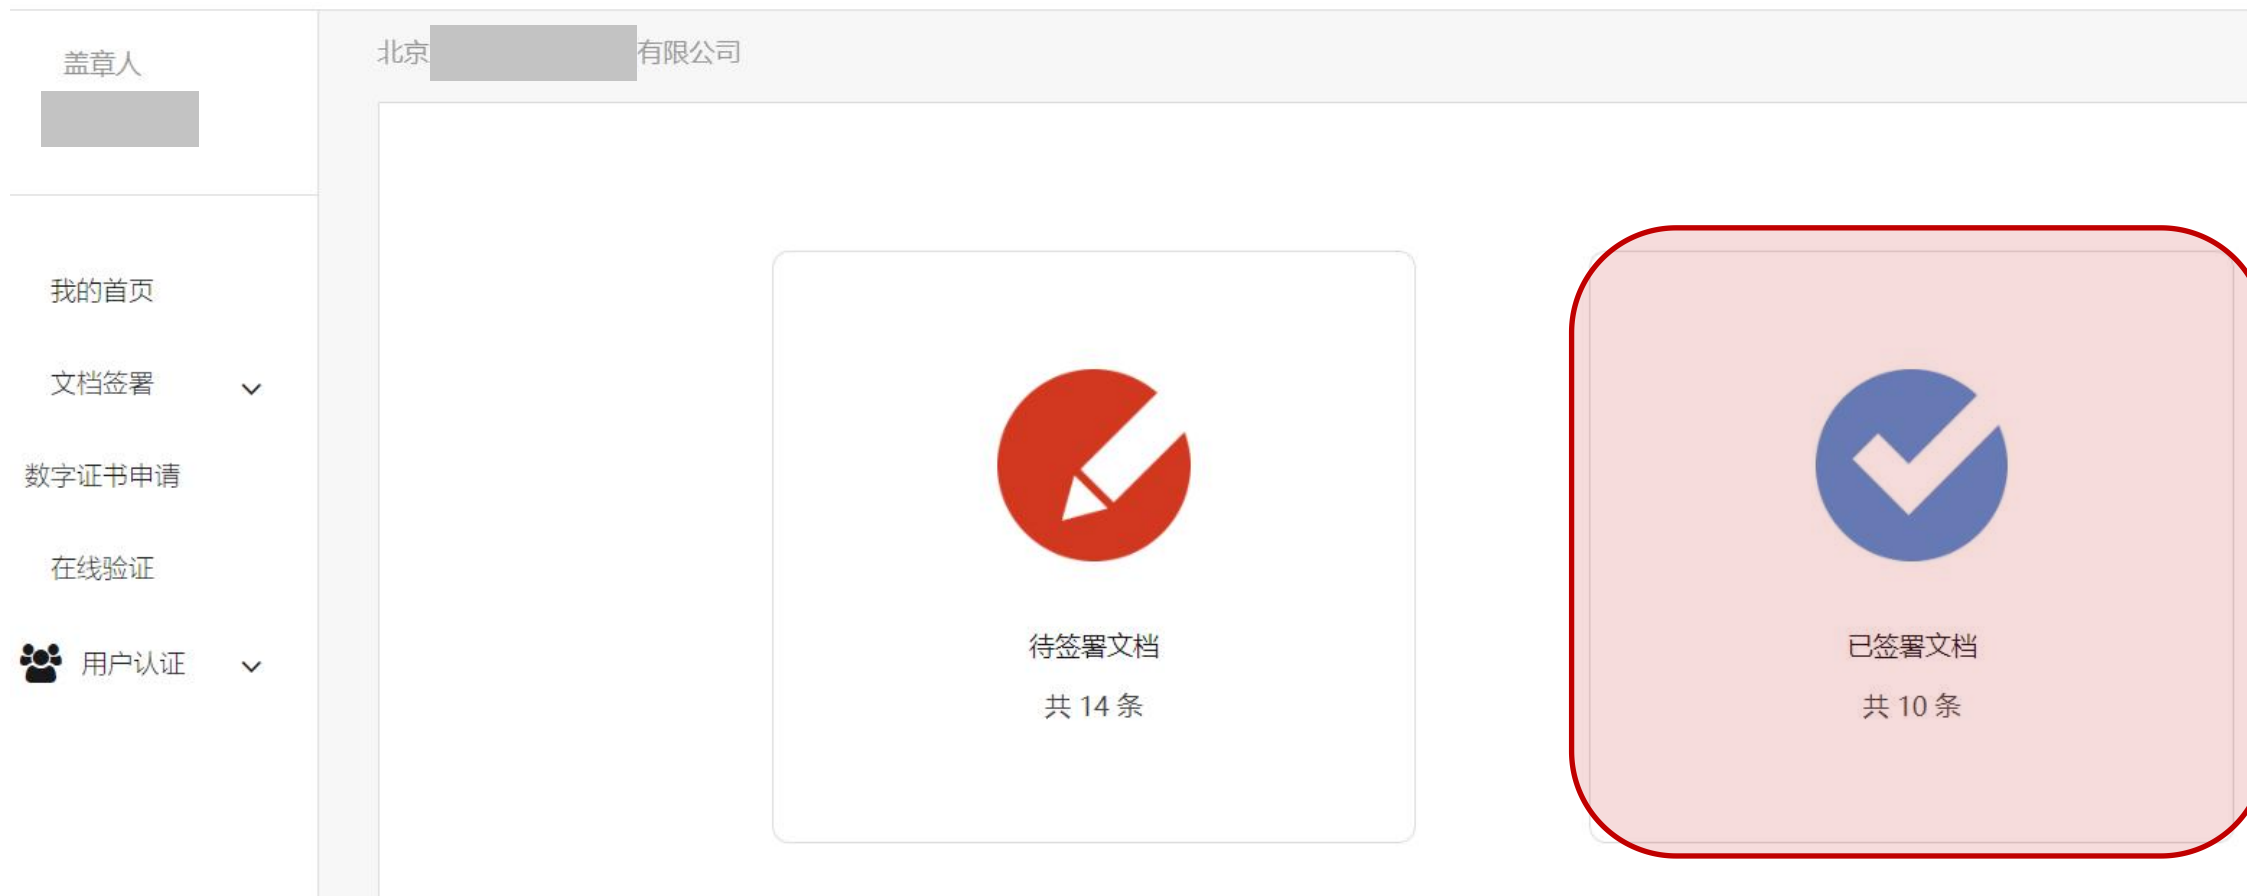 盖章人
北京
有限公司
我的首页
文档签署
数字证书申请
在线验证
用户认证
待签署文档
共 14 条
已签署文档
共 10 条